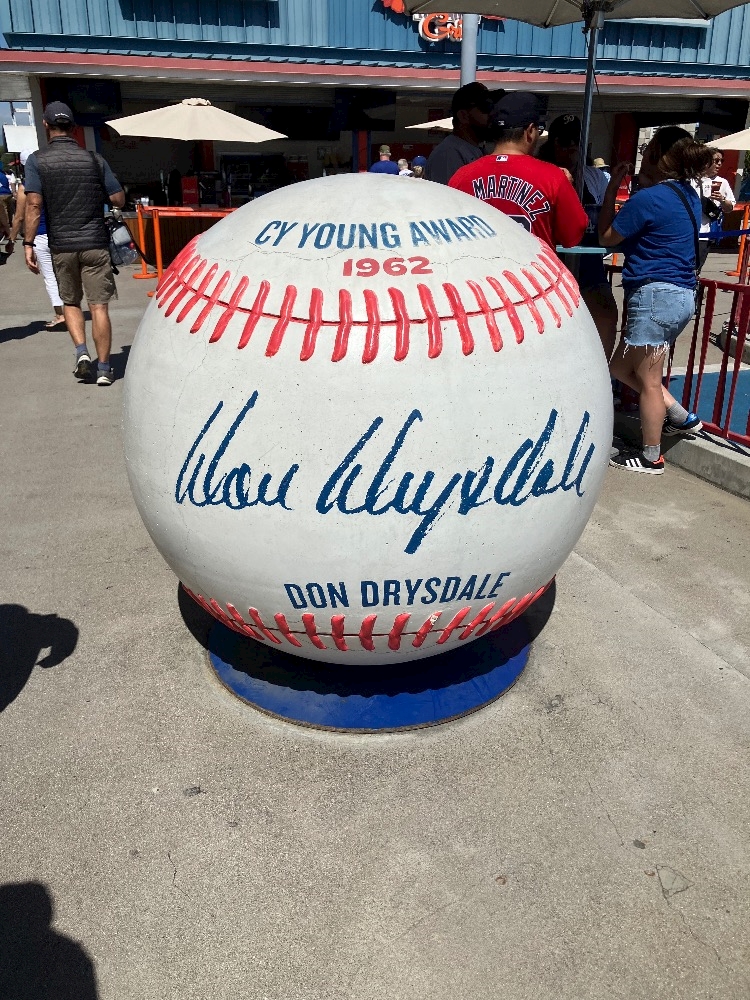 CY YOUNG AWARD
1962
Don Drysdale
DON DRYSDALE
MARTINEZ